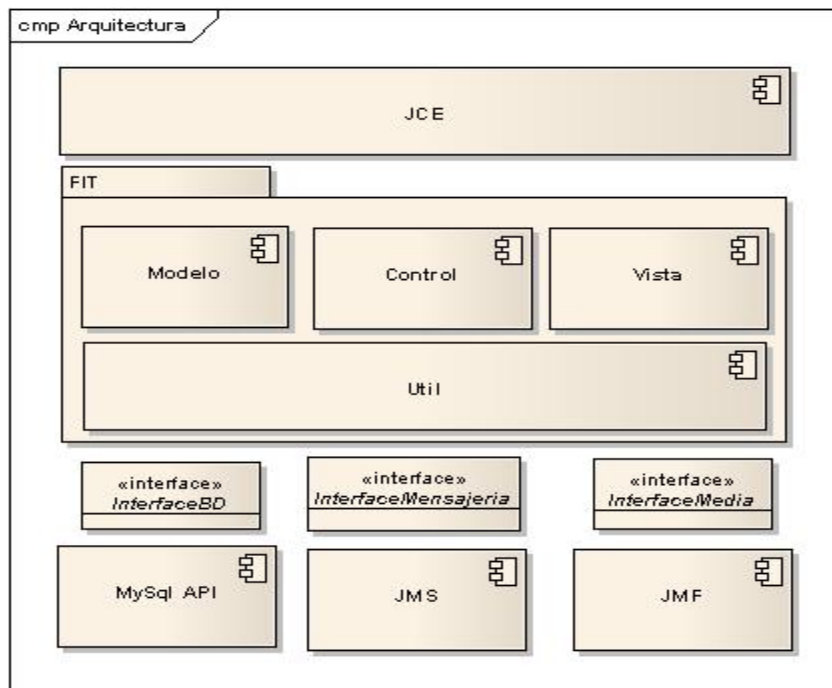 cmp Arquitectura
JCE
FIT
Modelo
Control
Vista
Util
«interface»
InterfaceBD
«interface»
InterfaceMensajeria
«interface»
InterfaceMedia
MySql API
JMS
JMF